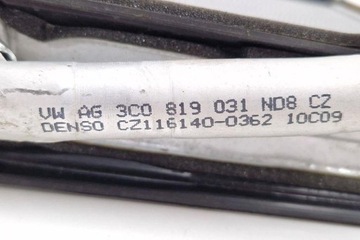 VW AG 3C0 819 031 ND8 CZ
DENSO CZ116140-0362 10C09